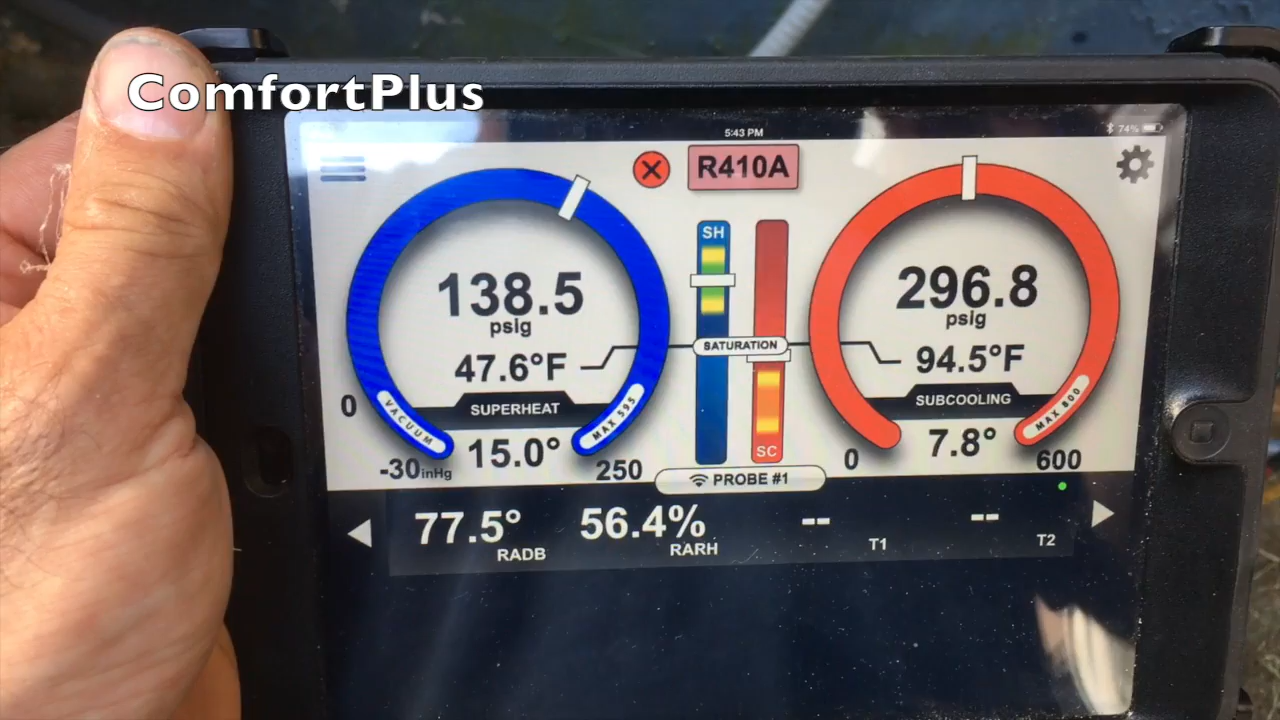 ComfortPlus
5:43 PM
74%
R410A
SH
138.5
psig
47.6°F
SUPERHEAT
15.0°
0
VACUUM
-30inHg
MAX 595
250
SATURATION
SC
296.8
psig
94.5°F
SUBCOOLING
7.8°
0
MAX 800
600
PROBE #1
77.5°
RADB
56.4%
RARH
--
T1
--
T2